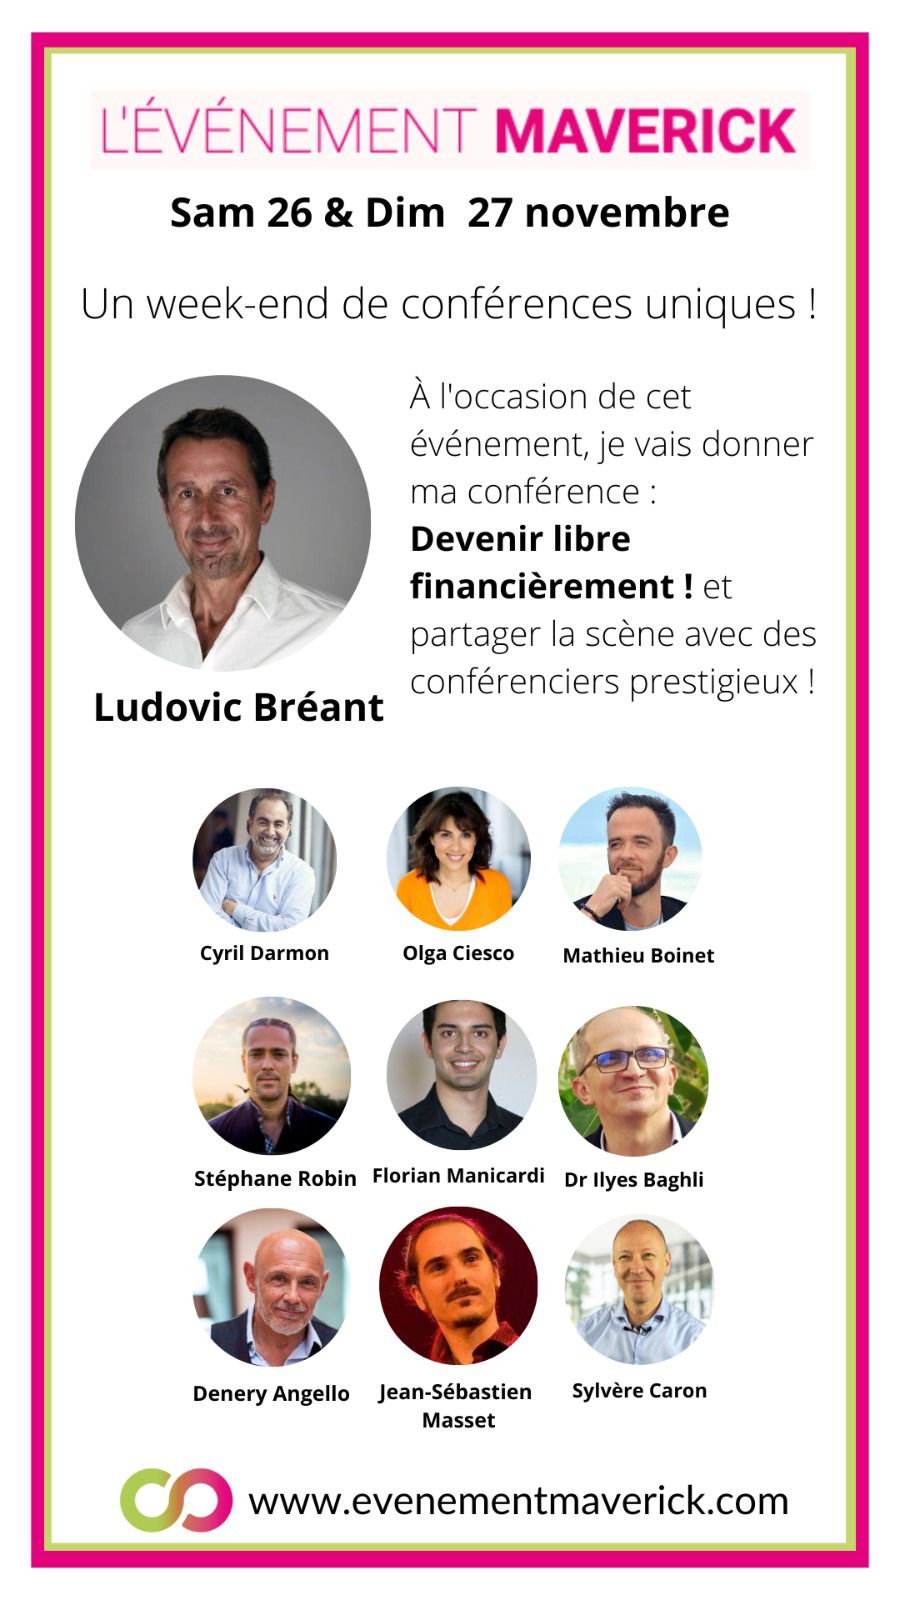 L'ÉVÉNEMENT MAVERICK
Sam 26 & Dim 27 novembre
Un week-end de conférences uniques !
À l'occasion de cet
événement, je vais donner
ma conférence :
Devenir libre
financièrement ! et
partager la scène avec des
conférenciers prestigieux !
Ludovic Bréant
Cyril Darmon
Olga Ciesco
Mathieu Boinet
Stéphane Robin
Florian Manicardi
Dr Ilyes Baghli
Denery Angello
Jean-Sébastien
Masset
Sylvère Caron
www.evenementmaverick.com